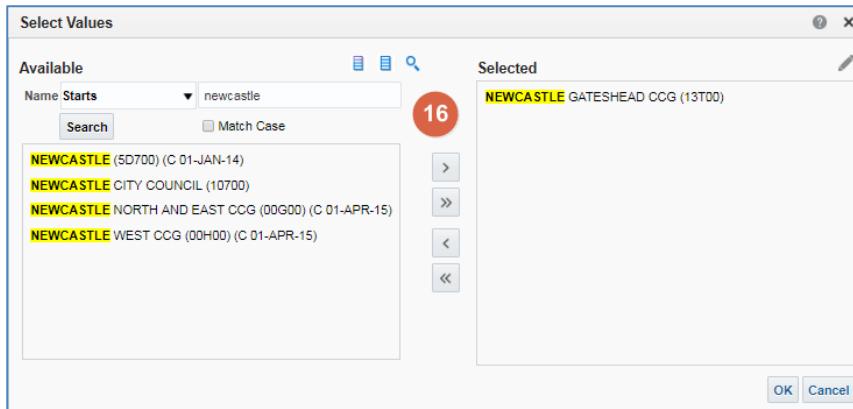 Select Values
Available
Name Starts newcastle
Search Match Case
NEWCASTLE (5D700) (C 01-JAN-14)
NEWCASTLE CITY COUNCIL (10700)
NEWCASTLE NORTH AND EAST CCG (00G00) (C 01-APR-15)
NEWCASTLE WEST CCG (00H00) (C 01-APR-15)
16
Selected
NEWCASTLE GATESHEAD CCG (13T00)
OK Cancel